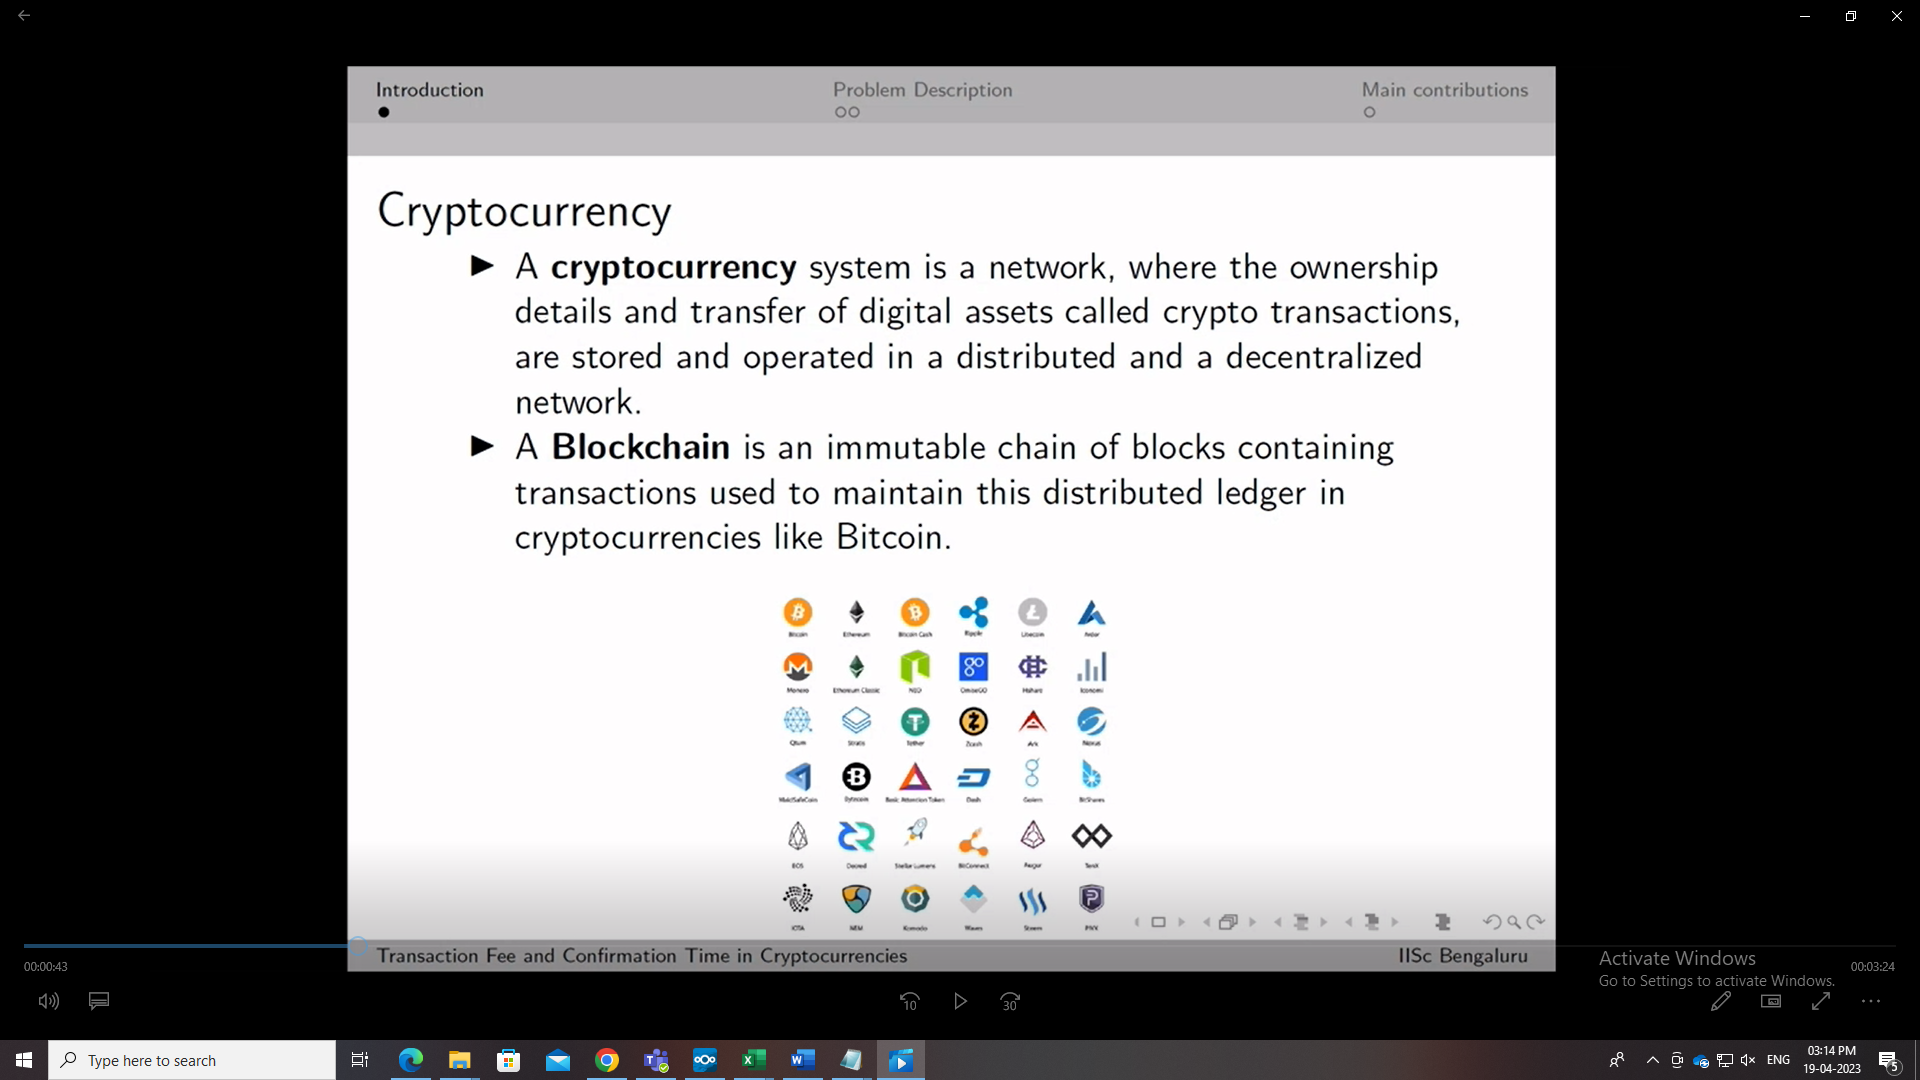 Introduction
Problem Description
Main contributions
Cryptocurrency
A cryptocurrency system is a network, where the ownership
details and transfer of digital assets called crypto transactions,
are stored and operated in a distributed and a decentralized
network.
A Blockchain is an immutable chain of blocks containing
transactions used to maintain this distributed ledger in
cryptocurrencies like Bitcoin.
Bitcoin Ethereum Bitcoin Cash Ripple Litecoin Ardor
Monero Ethereum Classic NEO OmiseGO Hshare Iconomi
Qtum Stratis Tether Zcash Ark Nexus
MaidSafeCoin Bytecoin Basic Attention Token Dash Golem BitShares
EOS Decred Stellar Lumens BitConnect Augur TenX
IOTA NEM Komodo Waves Steem PIVX
Transaction Fee and Confirmation Time in Cryptocurrencies
IISc Bengaluru
Activate Windows
Go to Settings to activate Windows.
00:00:43
00:03:24
10
30
Type here to search
ENG
03:14 PM
19-04-2023
5